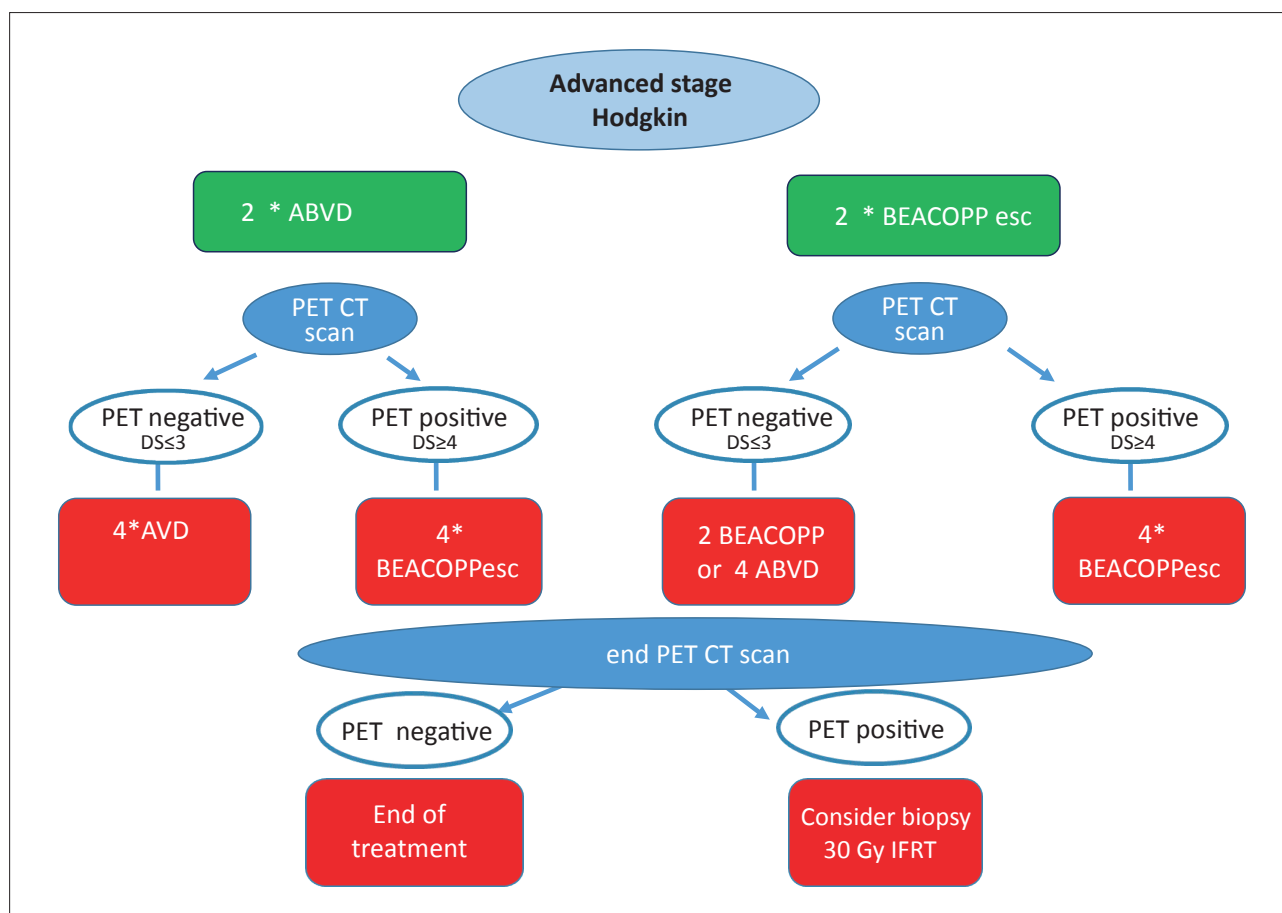 Advanced stage
Hodgkin
2 * ABVD
2 * BEACOPP esc
PET CT
scan
PET CT
scan
PET negative
DS≤3
PET positive
DS≥4
PET negative
DS≤3
PET positive
DS≥4
4*AVD
4*
BEACOPPesc
2 BEACOPP
or 4 ABVD
4*
BEACOPPesc
end PET CT scan
PET negative
PET positive
End of
treatment
Consider biopsy
30 Gy IFRT